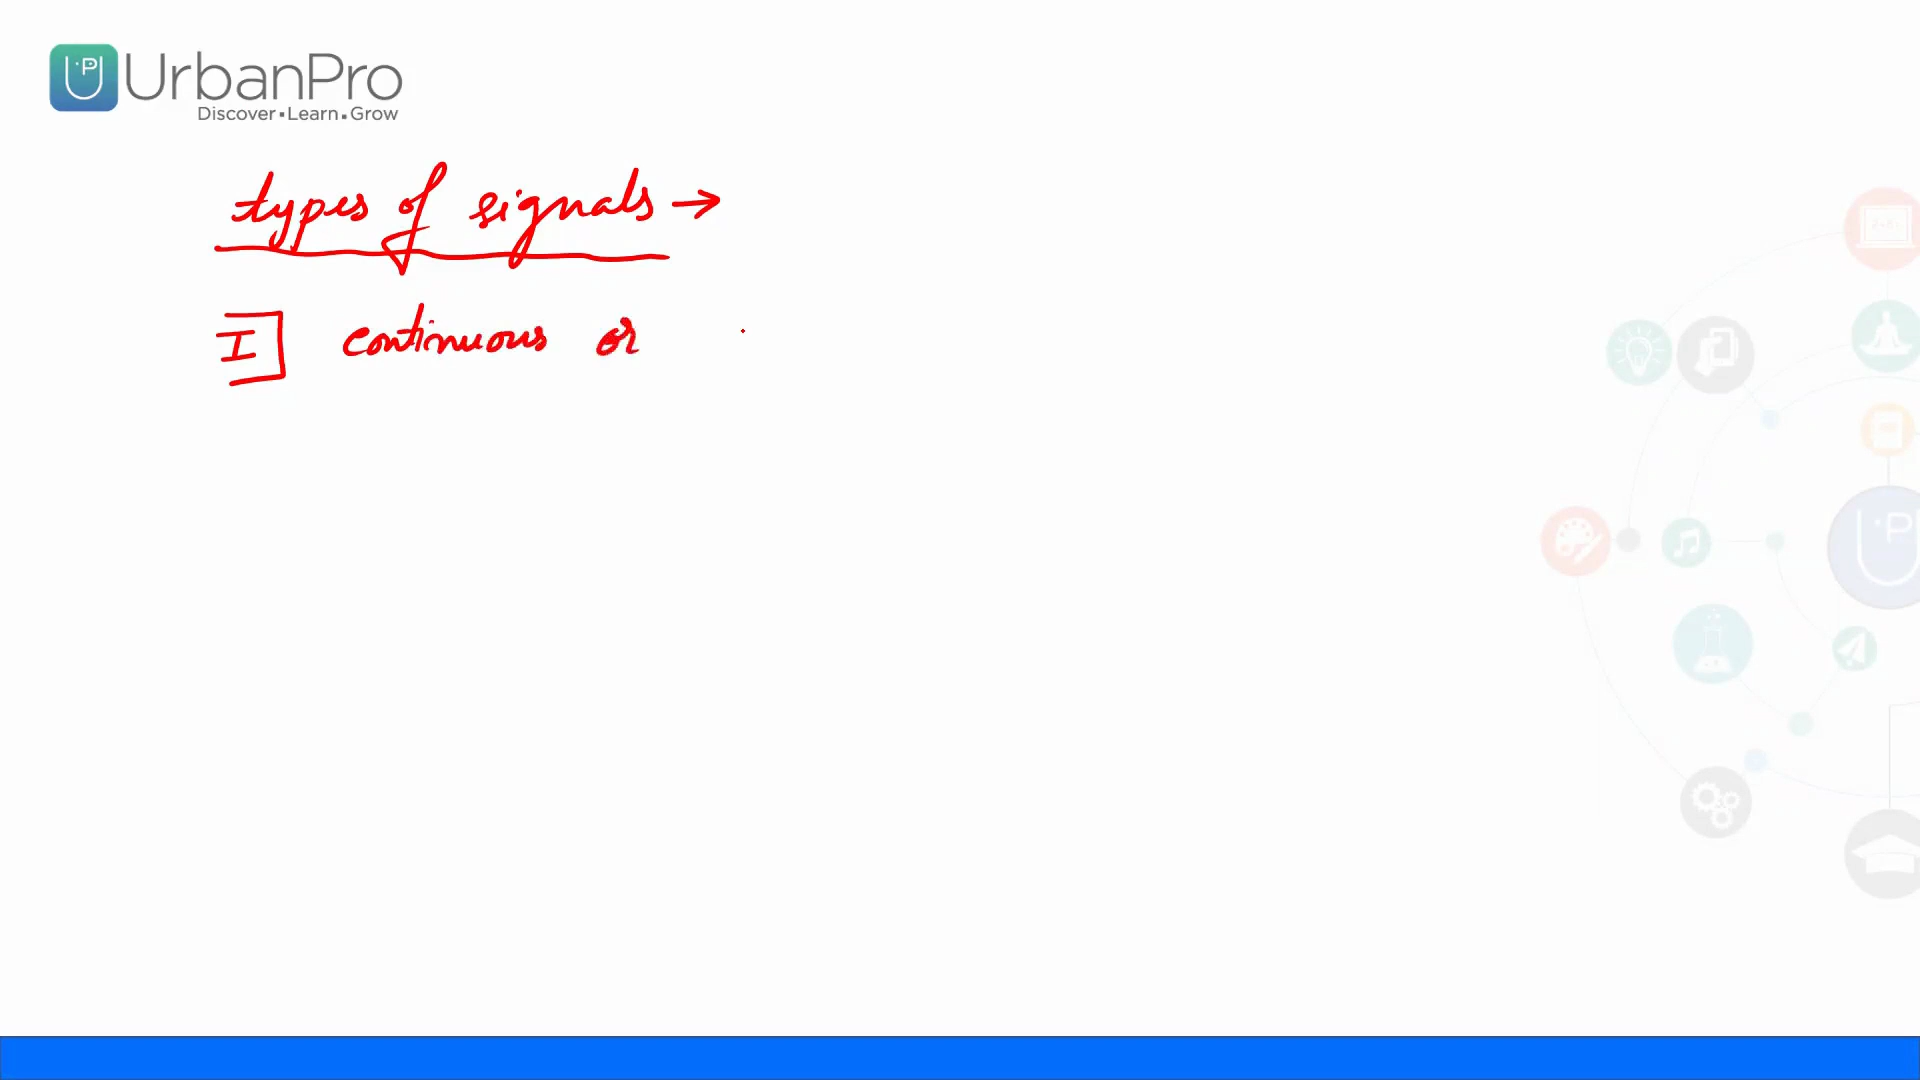 UrbanPro
Discover▪Learn▪Grow
types of signals →
I] continuous or